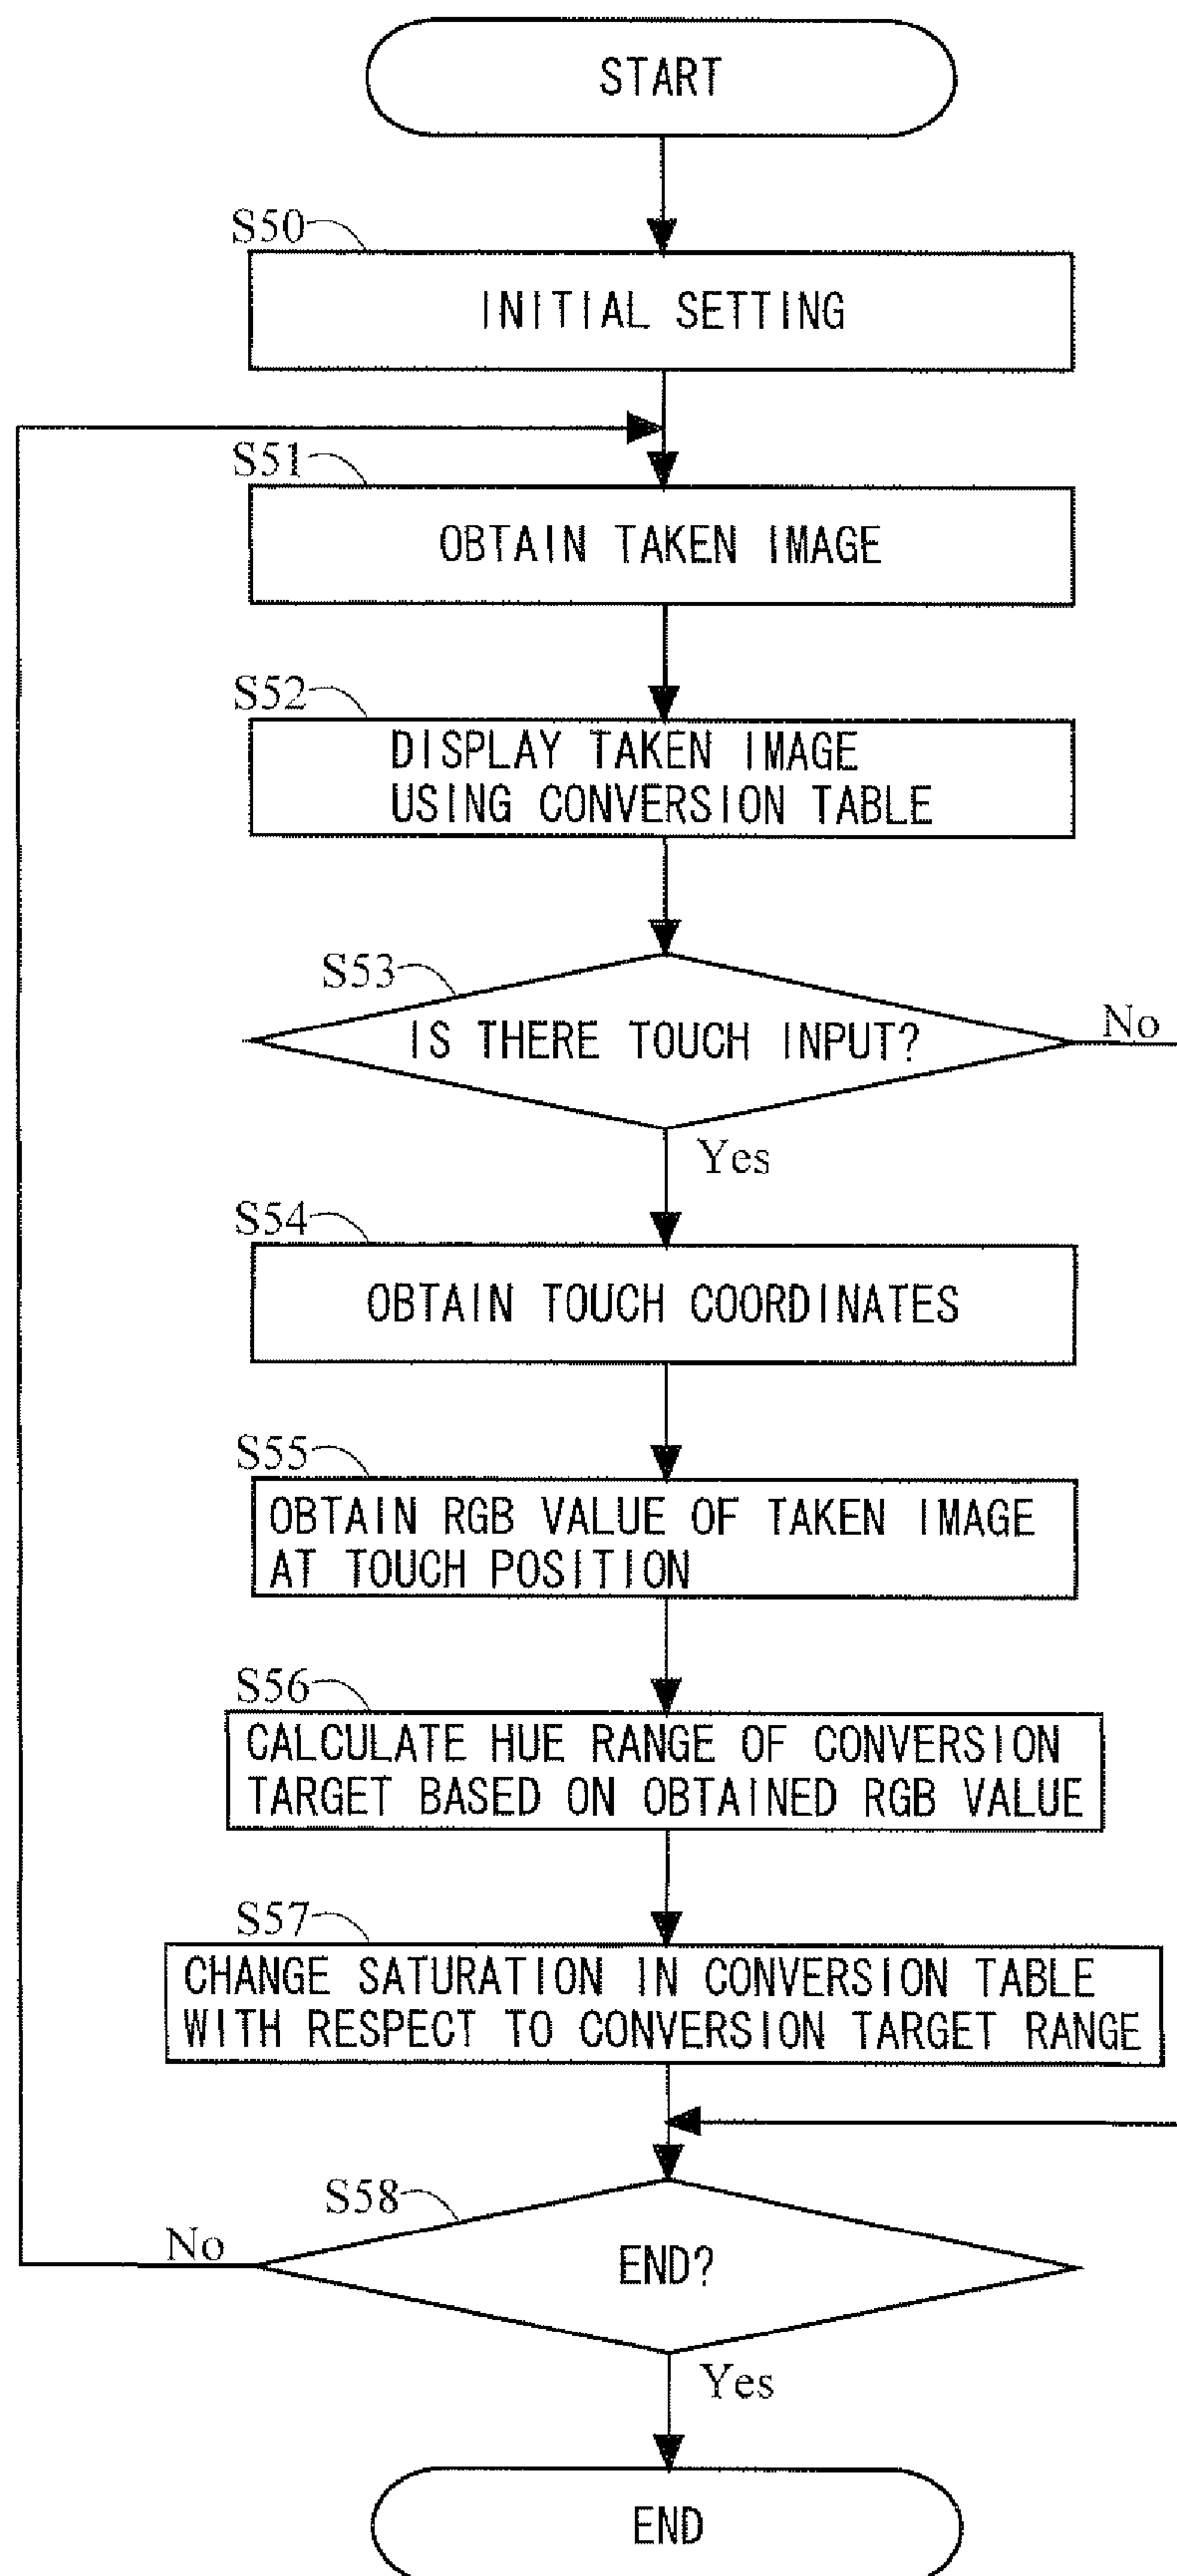 START
S50
INITIAL SETTING
S51
OBTAIN TAKEN IMAGE
S52
DISPLAY TAKEN IMAGE
USING CONVERSION TABLE
S53
IS THERE TOUCH INPUT?
No
Yes
S54
OBTAIN TOUCH COORDINATES
S55
OBTAIN RGB VALUE OF TAKEN IMAGE
AT TOUCH POSITION
S56
CALCULATE HUE RANGE OF CONVERSION
TARGET BASED ON OBTAINED RGB VALUE
S57
CHANGE SATURATION IN CONVERSION TABLE
WITH RESPECT TO CONVERSION TARGET RANGE
S58
No
END?
Yes
END